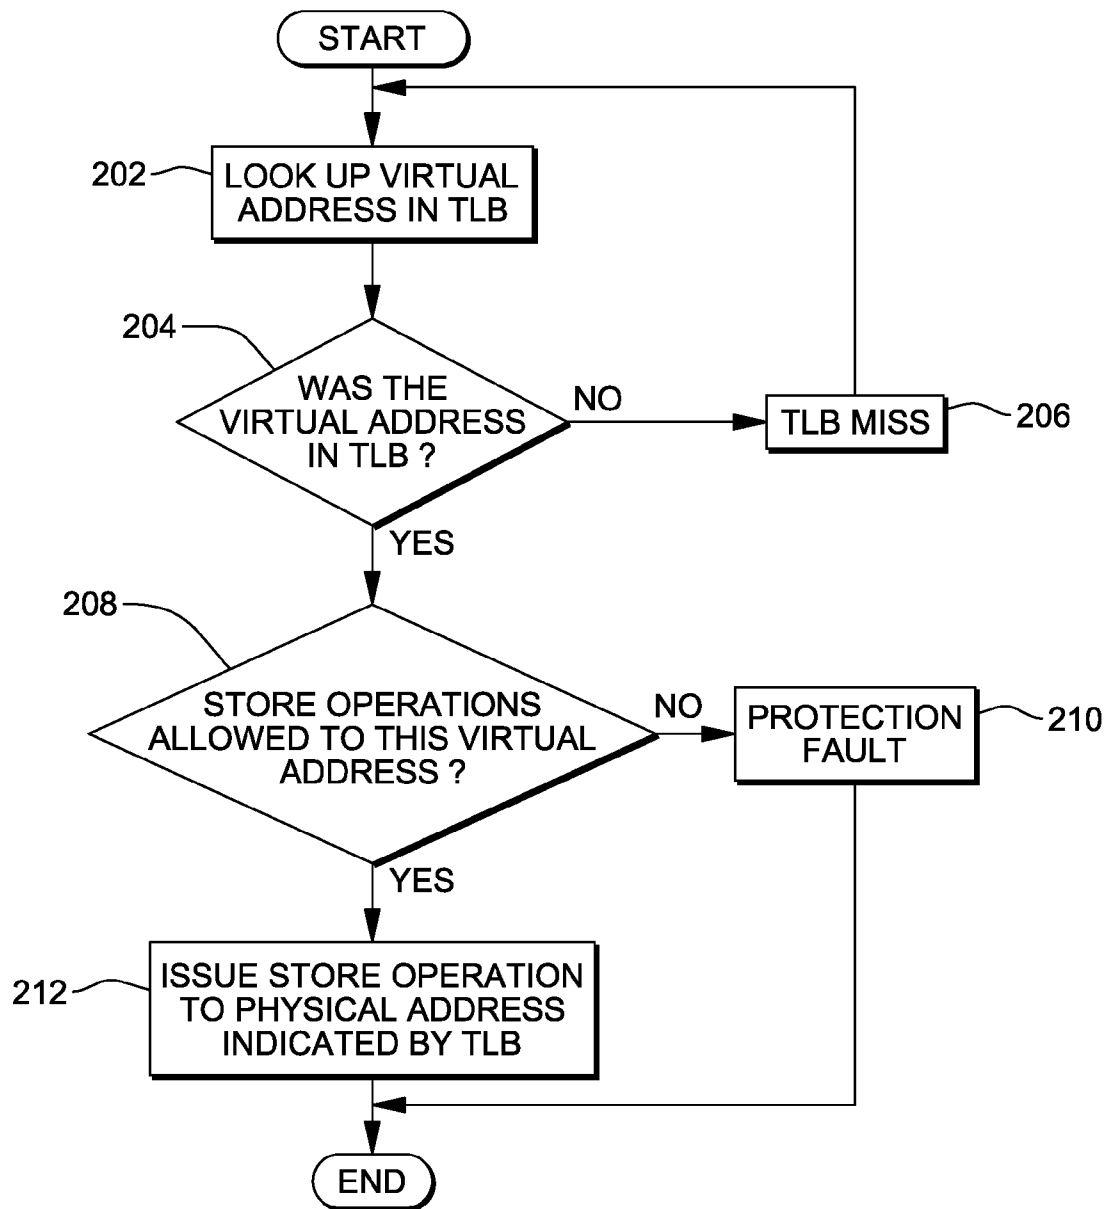 START
202
LOOK UP VIRTUAL
ADDRESS IN TLB
204
WAS THE
VIRTUAL ADDRESS
IN TLB ?
NO
TLB MISS
206
YES
208
STORE OPERATIONS
ALLOWED TO THIS VIRTUAL
ADDRESS ?
NO
PROTECTION
FAULT
210
YES
212
ISSUE STORE OPERATION
TO PHYSICAL ADDRESS
INDICATED BY TLB
END